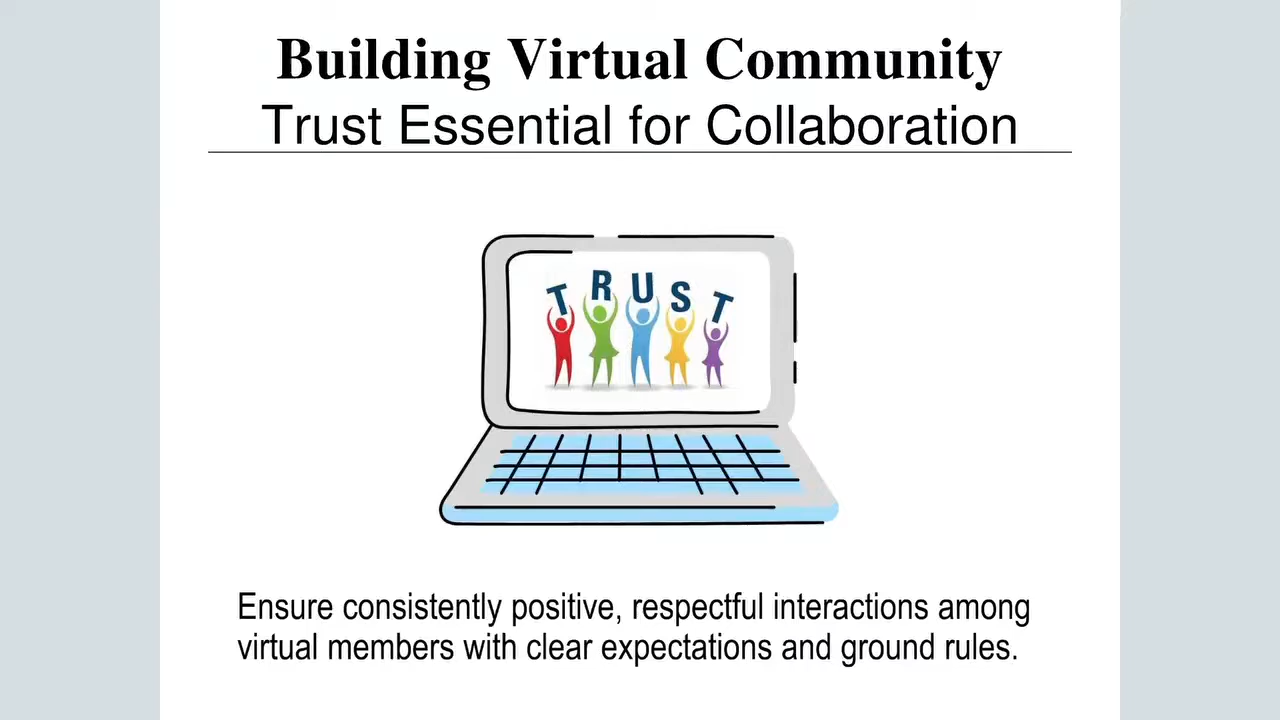 Building Virtual Community
Trust Essential for Collaboration
TRUST
Ensure consistently positive, respectful interactions among
virtual members with clear expectations and ground rules.